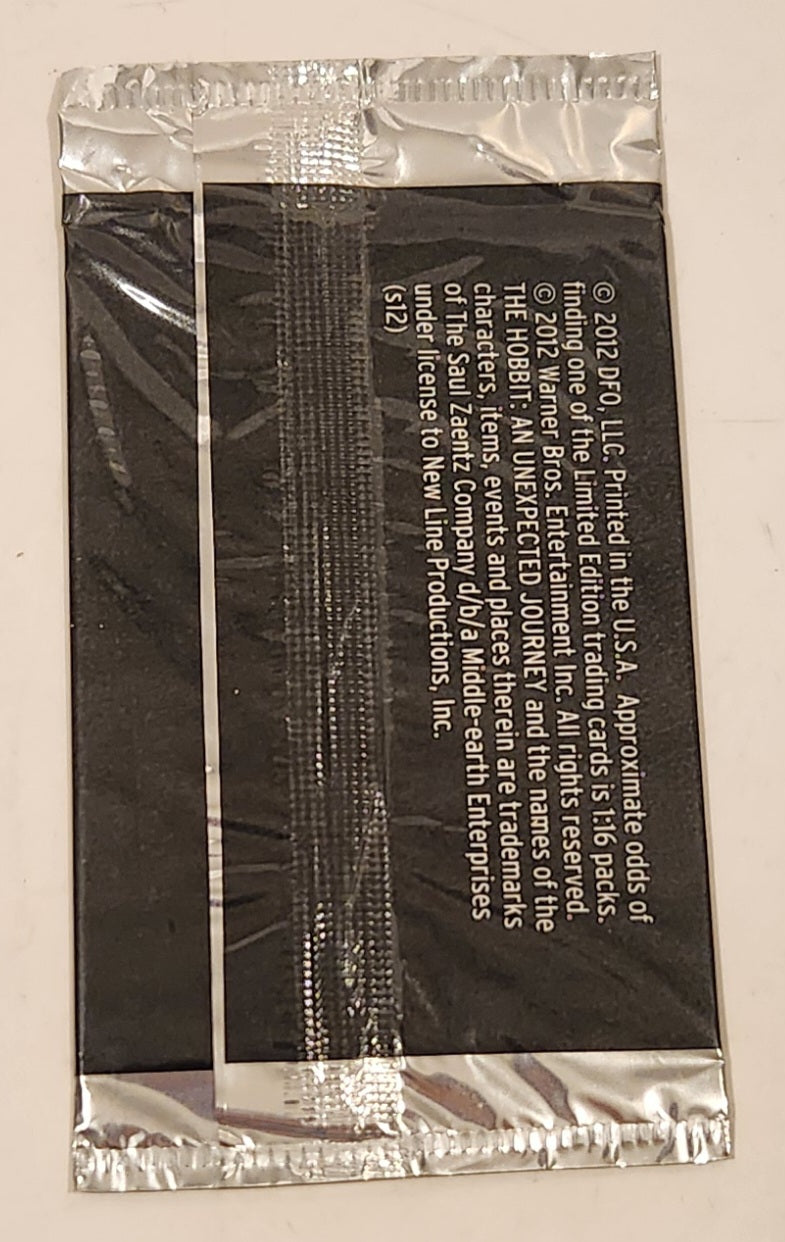 © 2012 DFO, LLC. Printed in the U.S.A. Approximate odds of
finding one of the Limited Edition trading cards is 1:16 packs.
© 2012 Warner Bros. Entertainment Inc. All rights reserved.
THE HOBBIT: AN UNEXPECTED JOURNEY and the names of the
characters, items, events and places therein are trademarks
of The Saul Zaentz Company d/b/a Middle-earth Enterprises
under license to New Line Productions, Inc.
(s12)